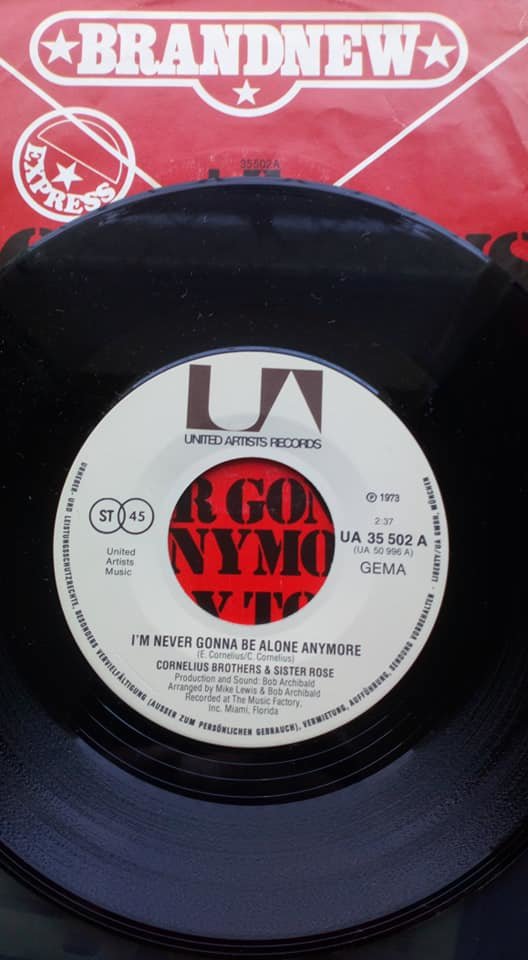 BRANDNEW
EXPRESS
35502A
UA
UNITED ARTISTS RECORDS
ST 45
℗ 1973
2:37
UA 35 502 A
(UA 50 996 A)
GEMA
United
Artists
Music
R GON
NYMO
I'M NEVER GONNA BE ALONE ANYMORE
(E. Cornelius/C. Cornelius)
CORNELIUS BROTHERS & SISTER ROSE
Production and Sound: Bob Archibald
Arranged by Mike Lewis & Bob Archibald
Recorded at The Music Factory,
Inc. Miami, Florida
URHEBER- UND LEISTUNGSSCHUTZRECHTE, BESONDERS VERVIELFÄLTIGUNG (AUSSER ZUM PERSÖNLICHEN GEBRAUCH), VERMIETUNG, AUFFÜHRUNG, SENDUNG VORBEHALTEN · LIBERTY/UA GMBH, MÜNCHEN